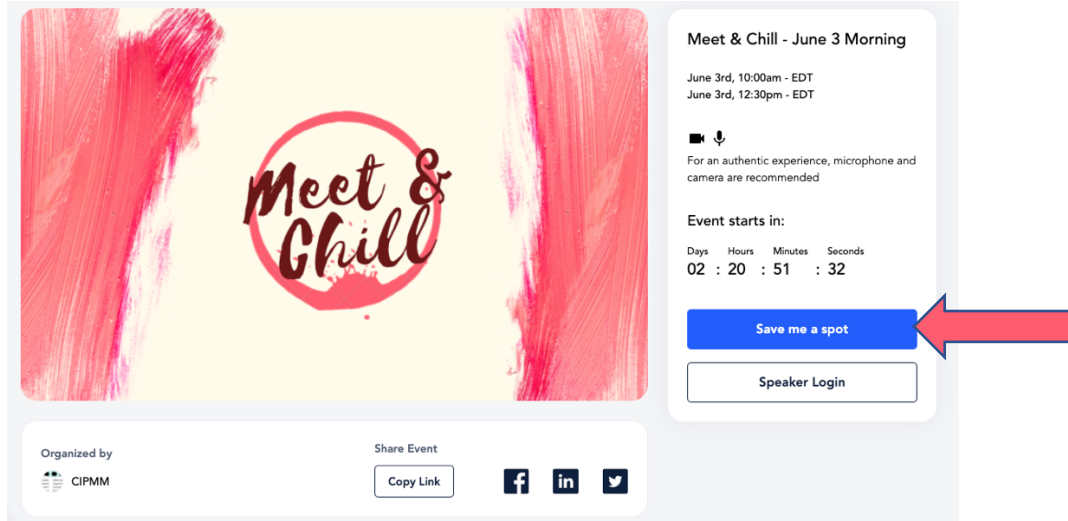 Meet &
Chill
Meet & Chill - June 3 Morning
June 3rd, 10:00am - EDT
June 3rd, 12:30pm - EDT
For an authentic experience, microphone and
camera are recommended
Event starts in:
Days Hours Minutes Seconds
02 : 20 : 51 : 32
Save me a spot
Speaker Login
Organized by
CIPMM
Share Event
Copy Link
f in